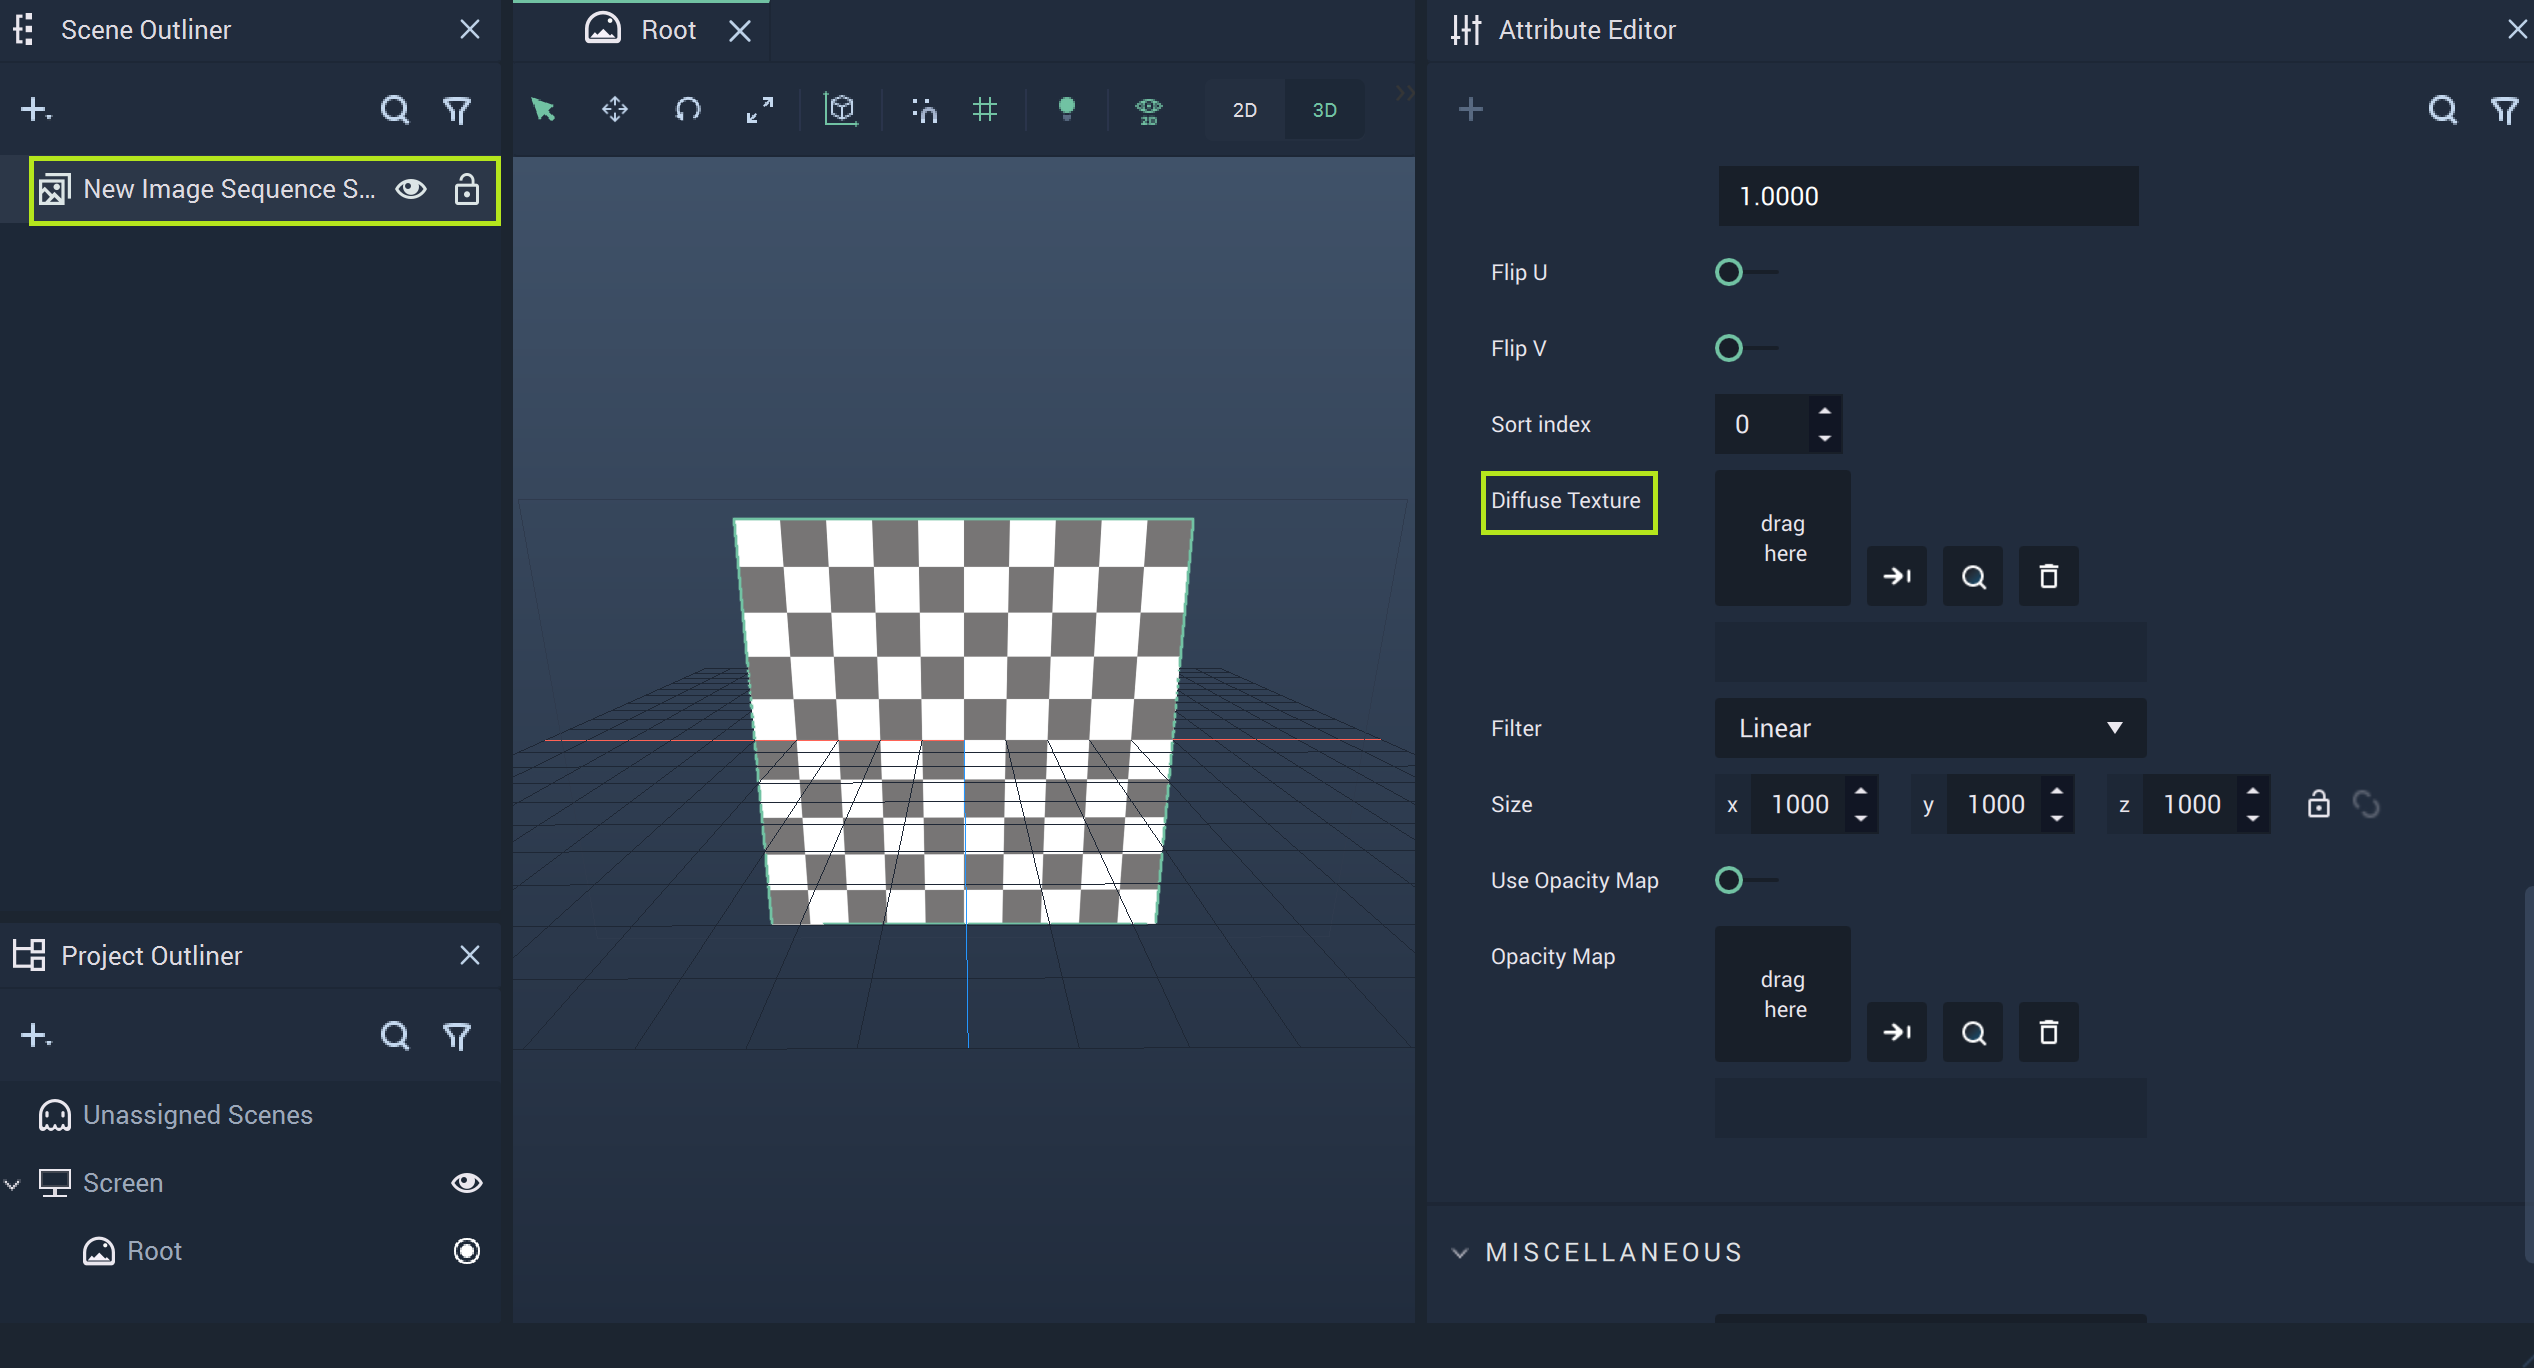 Scene Outliner
New Image Sequence S...
Project Outliner
Unassigned Scenes
Screen
Root
Root
2D
2D
3D
Attribute Editor
1.0000
Flip U
Flip V
Sort index
0
Diffuse Texture
drag
here
Filter
Linear
Size
x
1000
y
1000
z
1000
Use Opacity Map
Opacity Map
drag
here
MISCELLANEOUS